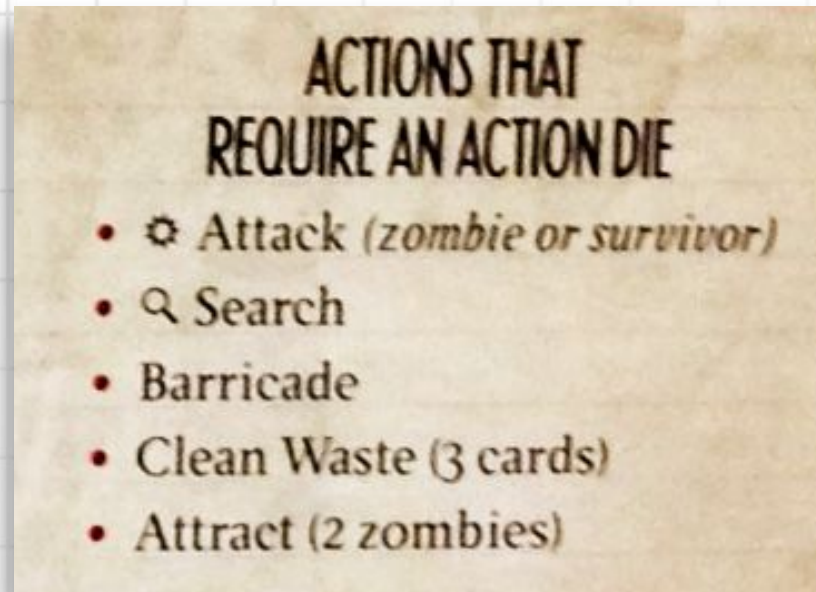 ACTIONS THAT
REQUIRE AN ACTION DIE
• Attack (zombie or survivor)
• Search
• Barricade
• Clean Waste (3 cards)
• Attract (2 zombies)